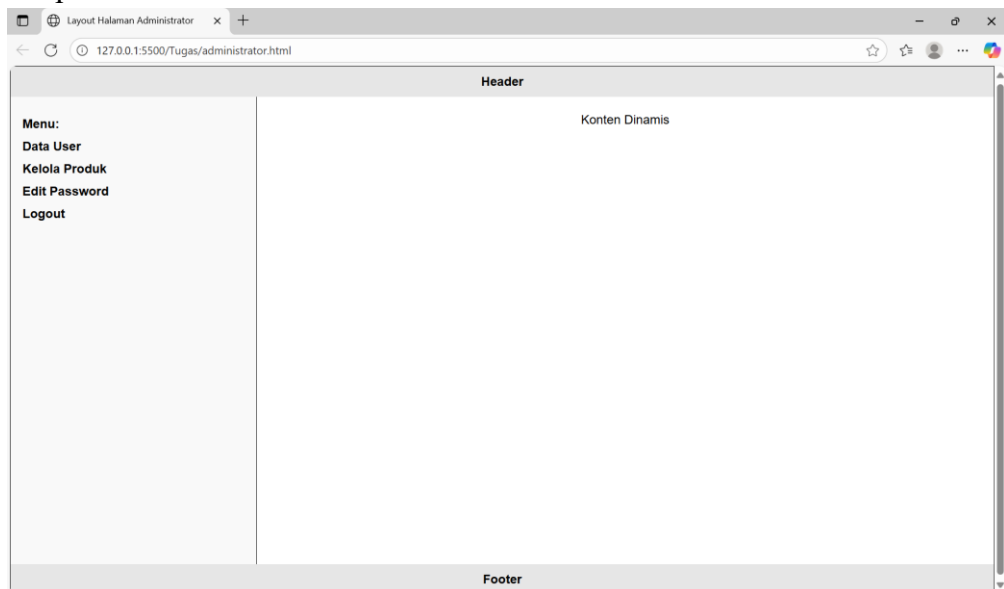 Layout Halaman Administrator
127.0.0.1:5500/Tugas/administrator.html
Header
Menu:
Konten Dinamis
Data User
Kelola Produk
Edit Password
Logout
Footer